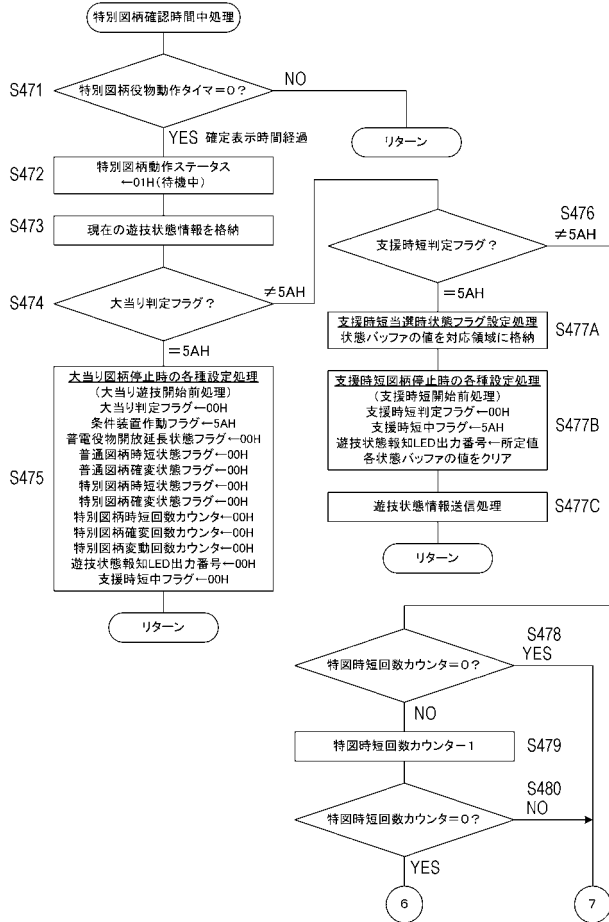 特別図柄確認時間中処理
S471
特別図柄役物動作タイマ=0?
NO
リターン
YES 確定表示時間経過
S472
特別図柄動作ステータス
←01H(待機中)
S473
現在の遊技状態情報を格納
S474
大当り判定フラグ?
≠5AH
=5AH
S475
大当り図柄停止時の各種設定処理
(大当り遊技開始前処理)
大当り判定フラグ←00H
条件装置作動フラグ←5AH
普電役物開放延長状態フラグ←00H
普通図柄時短状態フラグ←00H
普通図柄確変状態フラグ←00H
特別図柄時短状態フラグ←00H
特別図柄確変状態フラグ←00H
特別図柄時短回数カウンタ←00H
特別図柄確変回数カウンタ←00H
特別図柄変動回数カウンタ←00H
遊技状態報知LED出力番号←00H
支援時短中フラグ←00H
リターン
S476
支援時短判定フラグ?
≠5AH
=5AH
支援時短当選時状態フラグ設定処理
状態バッファの値を対応領域に格納
S477A
支援時短図柄停止時の各種設定処理
(支援時短開始前処理)
支援時短判定フラグ←00H
支援時短中フラグ←5AH
遊技状態報知LED出力番号←所定値
各状態バッファの値をクリア
S477B
遊技状態情報送信処理
S477C
リターン
S478
特図時短回数カウンタ=0?
YES
NO
特図時短回数カウンター1
S479
S480
特図時短回数カウンタ=0?
NO
YES
6
7